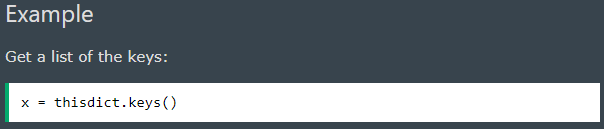 Example
Get a list of the keys:
x = thisdict.keys()